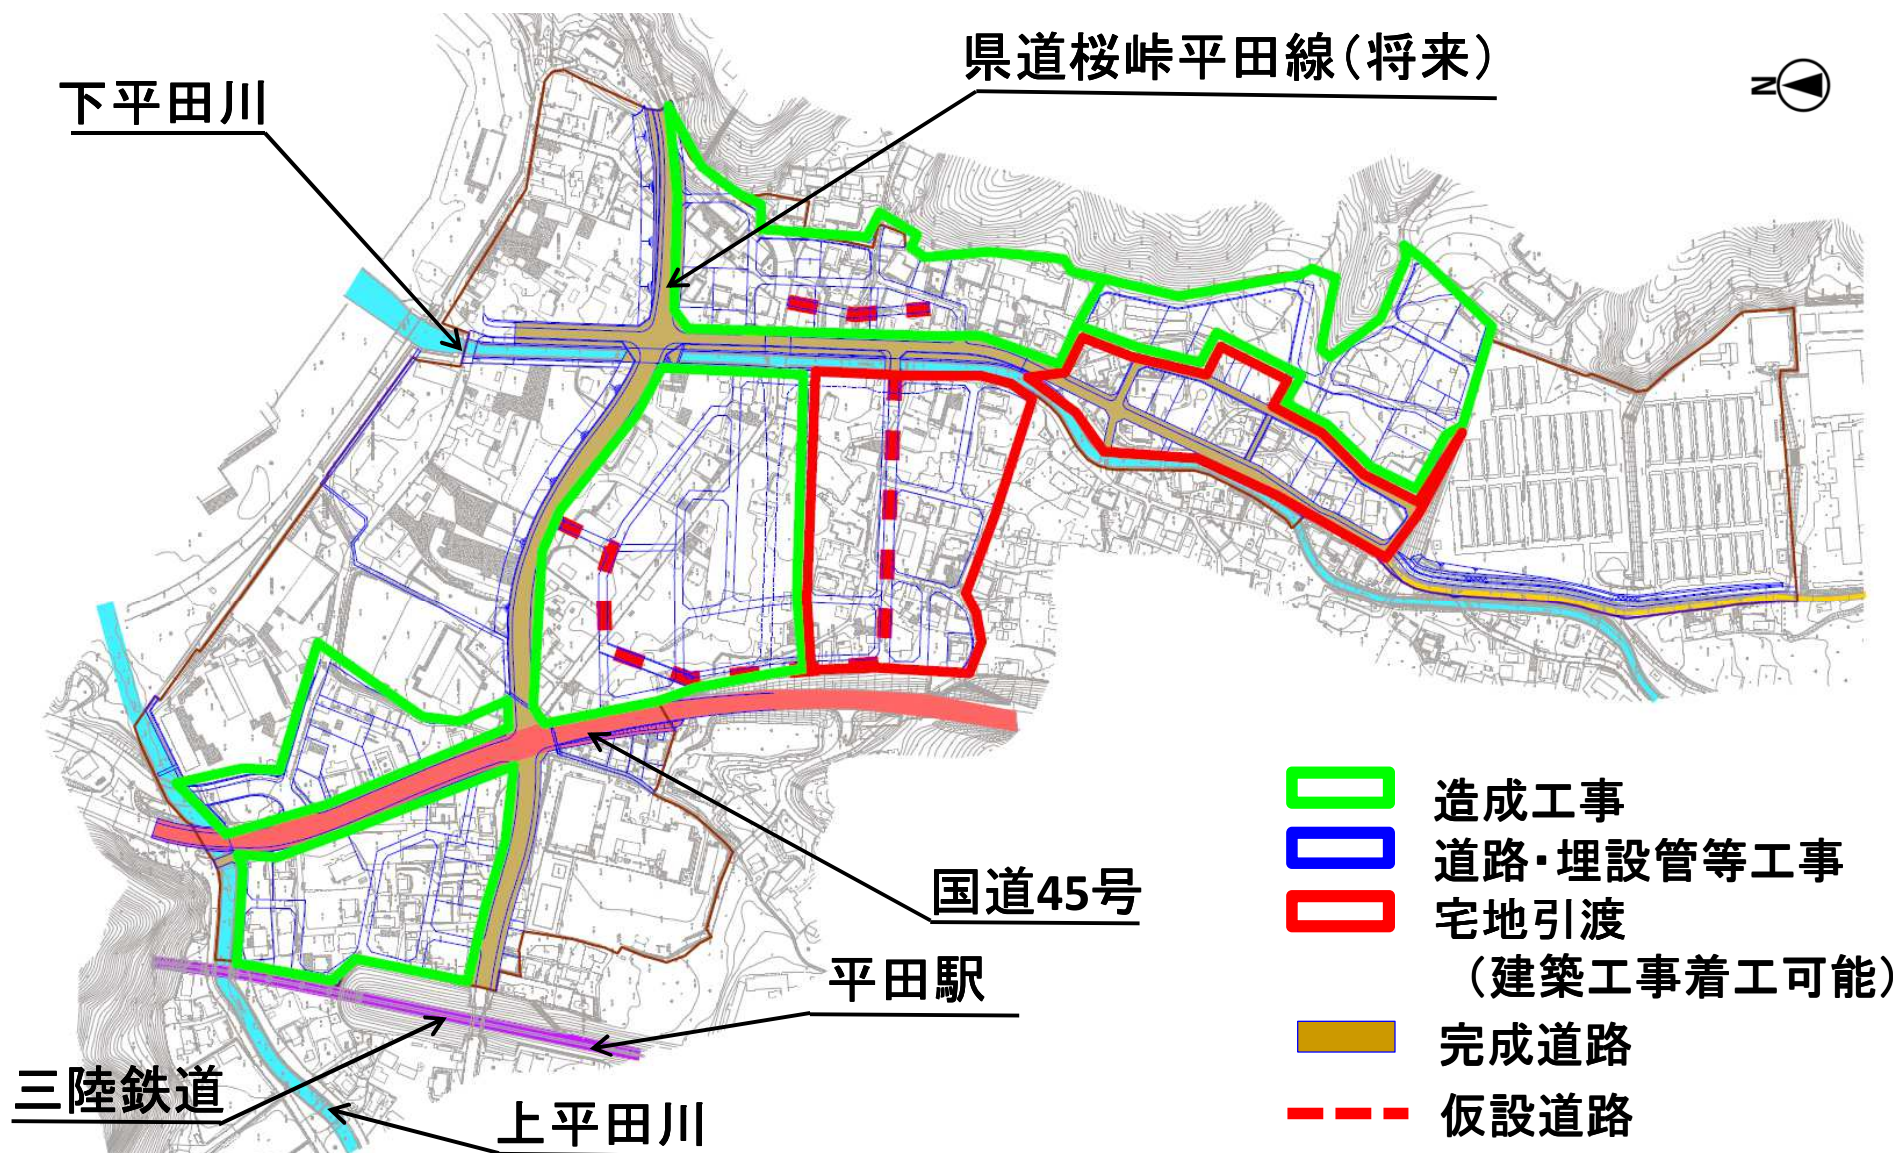 県道桜峠平田線(将来)
N
下平田川
国道45号
平田駅
三陸鉄道
上平田川
造成工事
道路・埋設管等工事
宅地引渡
(建築工事着工可能)
完成道路
仮設道路